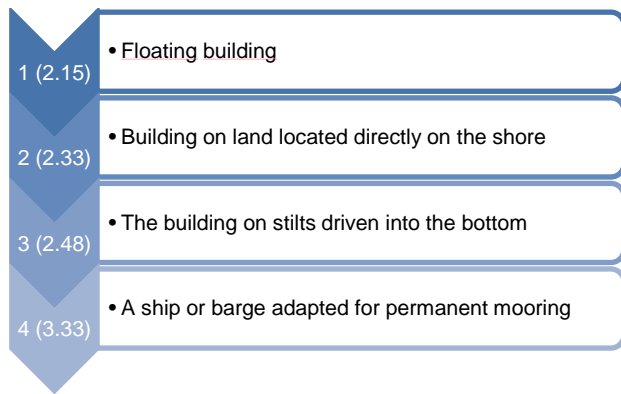 1 (2.15)
• Floating building
2 (2.33)
• Building on land located directly on the shore
3 (2.48)
• The building on stilts driven into the bottom
4 (3.33)
• A ship or barge adapted for permanent mooring